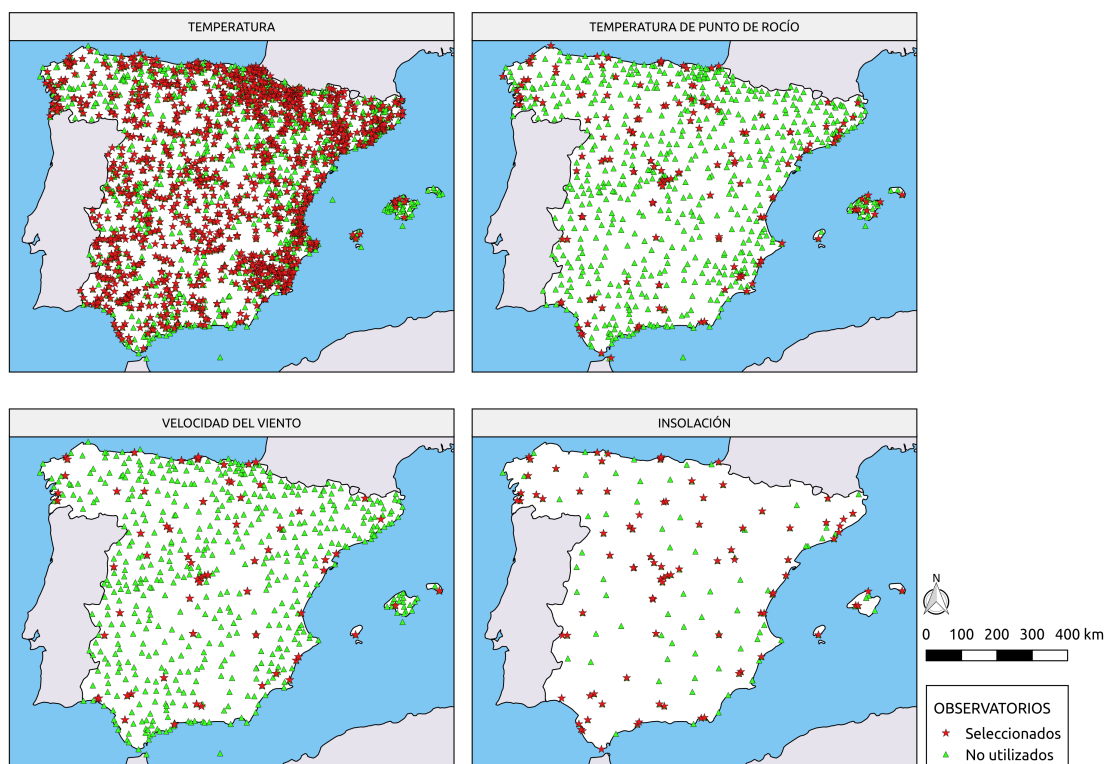 TEMPERATURA
TEMPERATURA DE PUNTO DE ROCÍO
VELOCIDAD DEL VIENTO
INSOLACIÓN
N
0 100 200 300 400 km
OBSERVATORIOS
Seleccionados
No utilizados